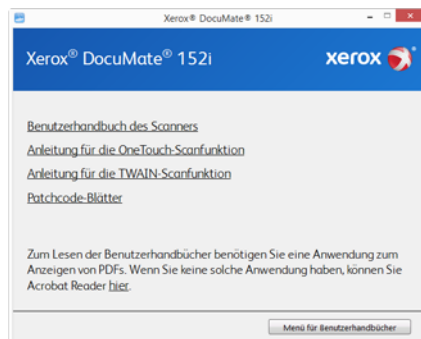 Xerox® DocuMate® 152i
Xerox® DocuMate® 152i
xerox
Benutzerhandbuch des Scanners
Anleitung für die OneTouch-Scanfunktion
Anleitung für die TWAIN-Scanfunktion
Patchcode-Blätter
Zum Lesen der Benutzerhandbücher benötigen Sie eine Anwendung zum
Anzeigen von PDFs. Wenn Sie keine solche Anwendung haben, können Sie
Acrobat Reader hier.
Menü für Benutzerhandbücher